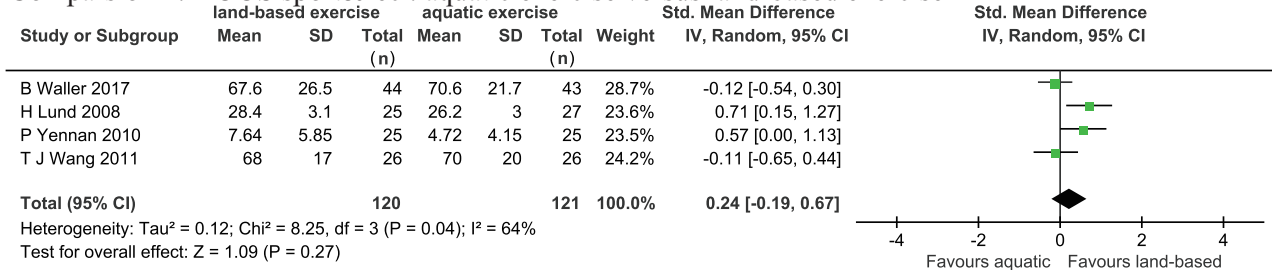 land-based exercise aquatic exercise Std. Mean Difference Std. Mean Difference
Study or Subgroup Mean SD Total Mean SD Total Weight IV, Random, 95% CI IV, Random, 95% CI
(n) (n)
B Waller 2017 67.6 26.5 44 70.6 21.7 43 28.7% -0.12 [-0.54, 0.30]
H Lund 2008 28.4 3.1 25 26.2 3 27 23.6% 0.71 [0.15, 1.27]
P Yennan 2010 7.64 5.85 25 4.72 4.15 25 23.5% 0.57 [0.00, 1.13]
T J Wang 2011 68 17 26 70 20 26 24.2% -0.11 [-0.65, 0.44]
Total (95% CI) 120 121 100.0% 0.24 [-0.19, 0.67]
Heterogeneity: Tau² = 0.12; Chi² = 8.25, df = 3 (P = 0.04); I² = 64%
Test for overall effect: Z = 1.09 (P = 0.27)
-4 -2 0 2 4
Favours aquatic Favours land-based